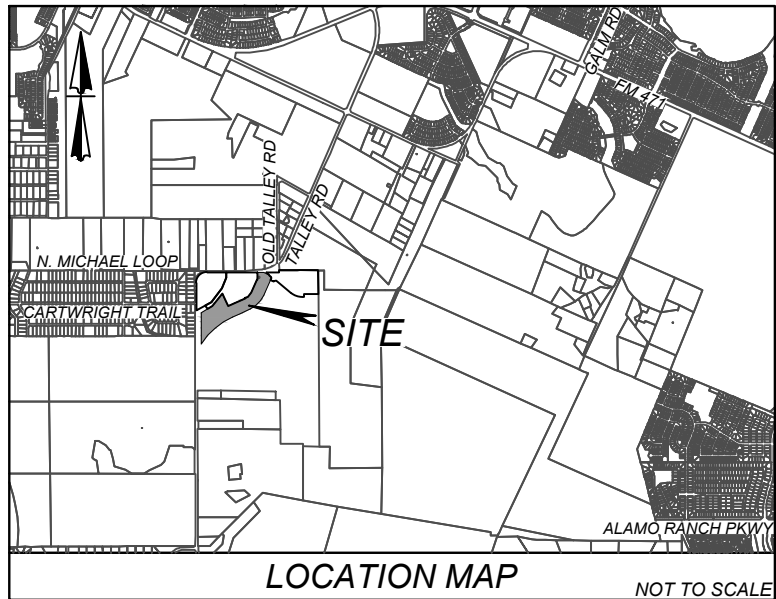 GALM RD
FM 471
OLD TALLEY RD
TALLEY RD
N. MICHAEL LOOP
CARTWRIGHT TRAIL
SITE
ALAMO RANCH PKWY
LOCATION MAP
NOT TO SCALE